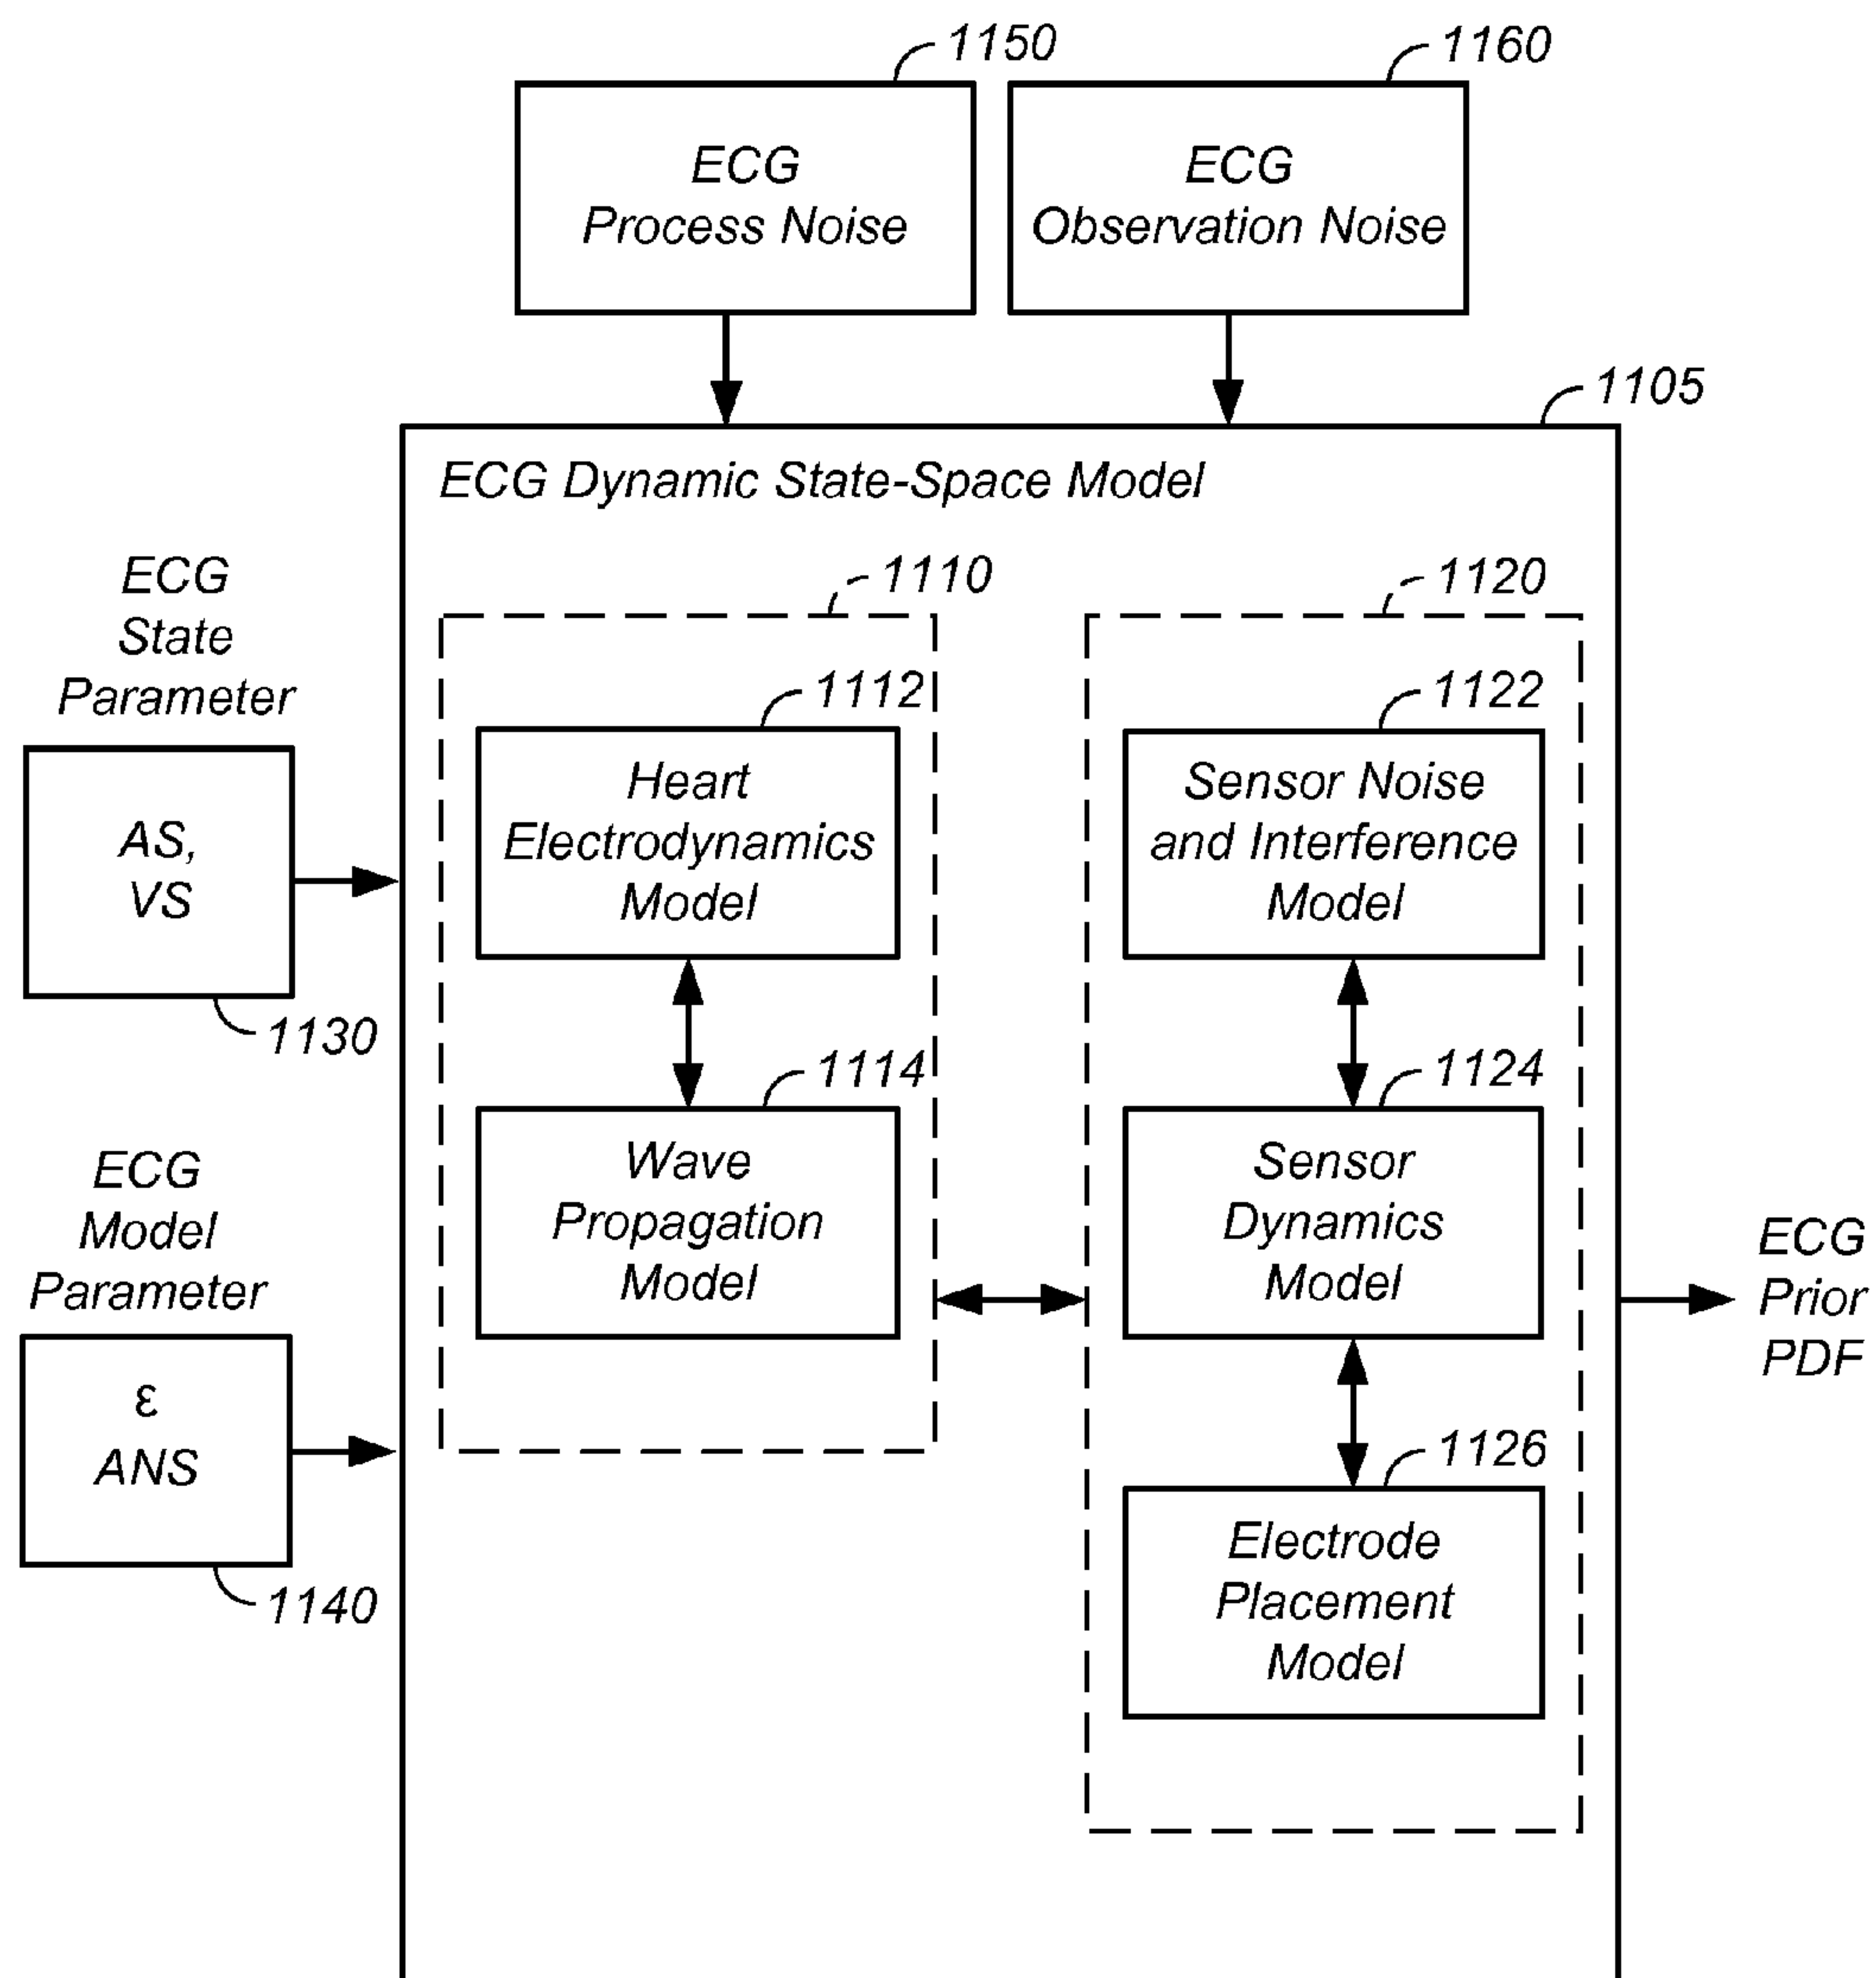 1150
1160
ECG
Process Noise
ECG
Observation Noise
1105
ECG Dynamic State-Space Model
ECG
State
Parameter
AS,
VS
1130
1110
1112
Heart
Electrodynamics
Model
1114
Wave
Propagation
Model
1120
1122
Sensor Noise
and Interference
Model
1124
Sensor
Dynamics
Model
1126
Electrode
Placement
Model
ECG
Model
Parameter
ε
ANS
1140
ECG
Prior
PDF